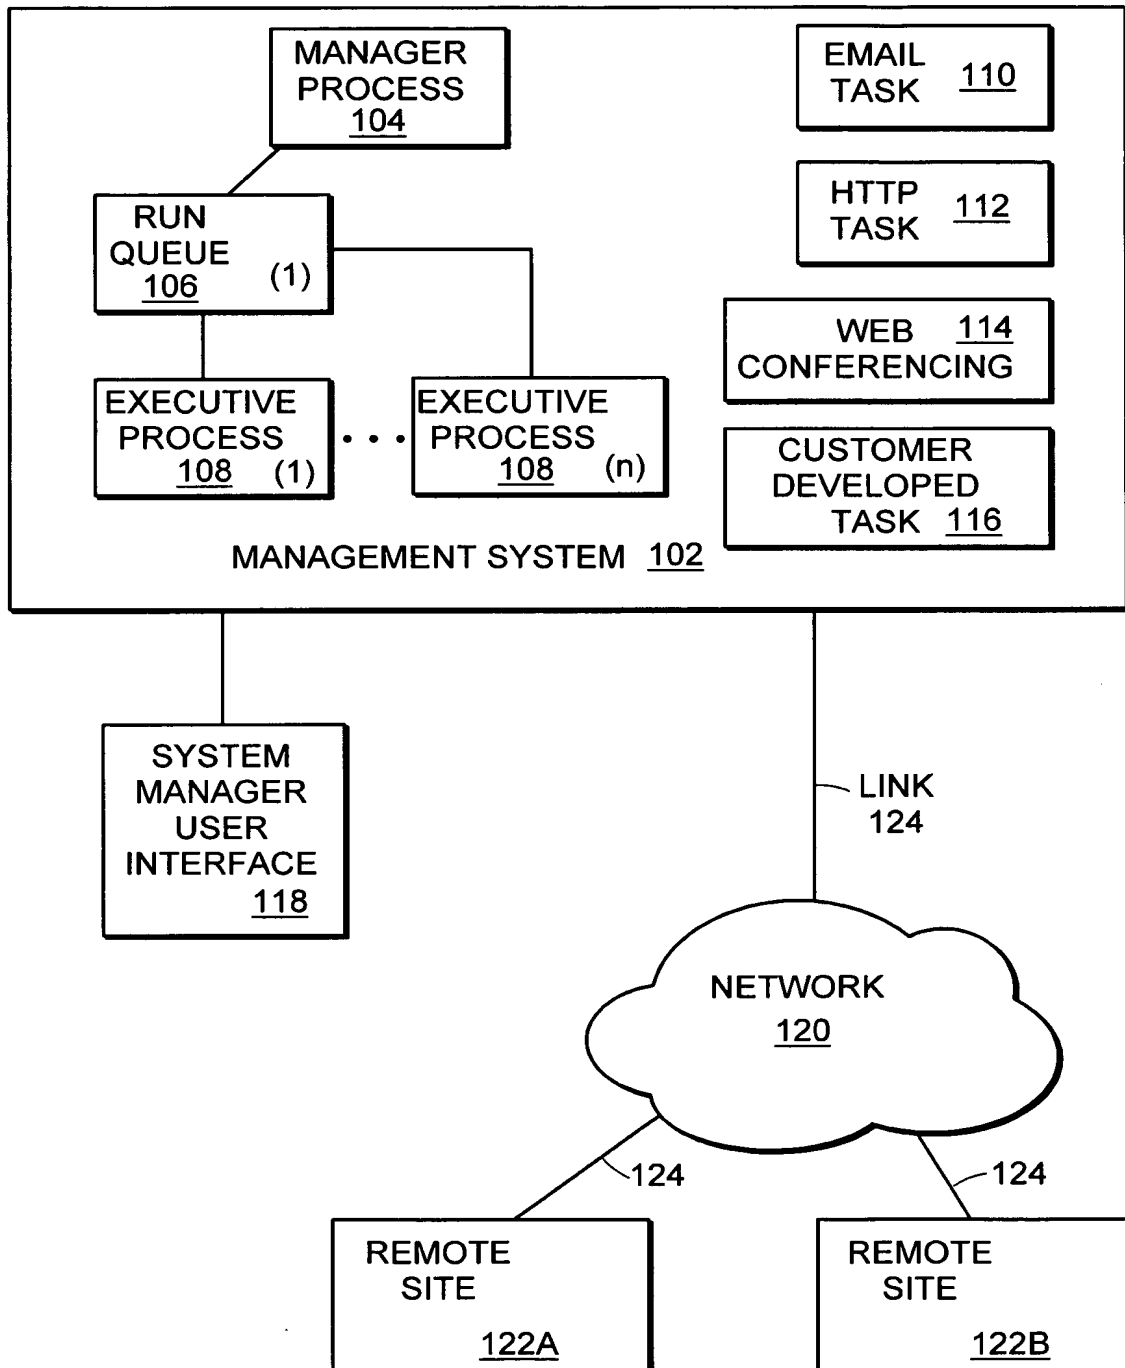 MANAGER
PROCESS
104
EMAIL
TASK 110
HTTP
TASK 112
RUN
QUEUE
106 (1)
WEB 114
CONFERENCING
EXECUTIVE
PROCESS
108 (1)
EXECUTIVE
PROCESS
108 (n)
CUSTOMER
DEVELOPED
TASK 116
MANAGEMENT SYSTEM 102
SYSTEM
MANAGER
USER
INTERFACE
118
LINK
124
NETWORK
120
124
124
REMOTE
SITE
122A
REMOTE
SITE
122B